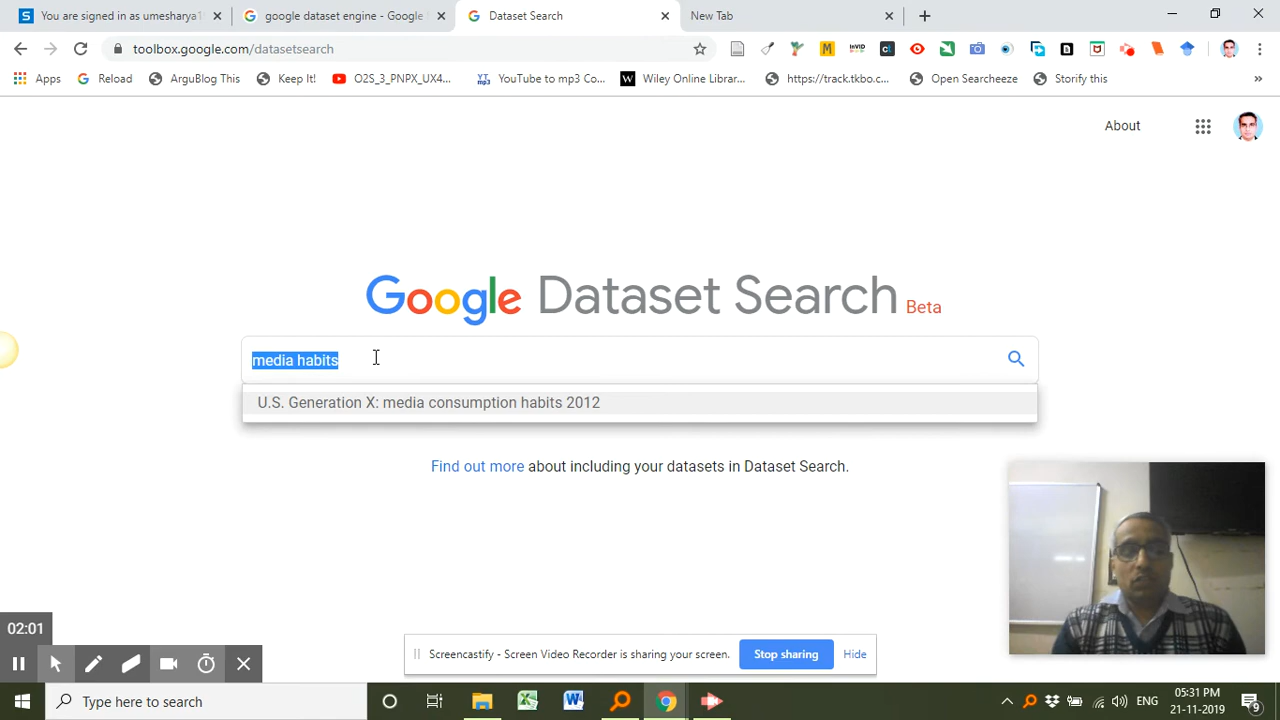 You are signed in as umesharya1
google dataset engine - Google
Dataset Search
New Tab
toolbox.google.com/datasetsearch
Apps
Reload
ArguBlog This
Keep It!
O2S_3_PNPX_UX4...
YouTube to mp3 Co...
Wiley Online Librar...
https://track.tkbo.c...
Open Searcheeze
Storify this
»
About
Google Dataset Search Beta
media habits
U.S. Generation X: media consumption habits 2012
Find out more about including your datasets in Dataset Search.
02:01
Screencastify - Screen Video Recorder is sharing your screen.
Stop sharing
Hide
Type here to search
ENG
05:31 PM
21-11-2019
9